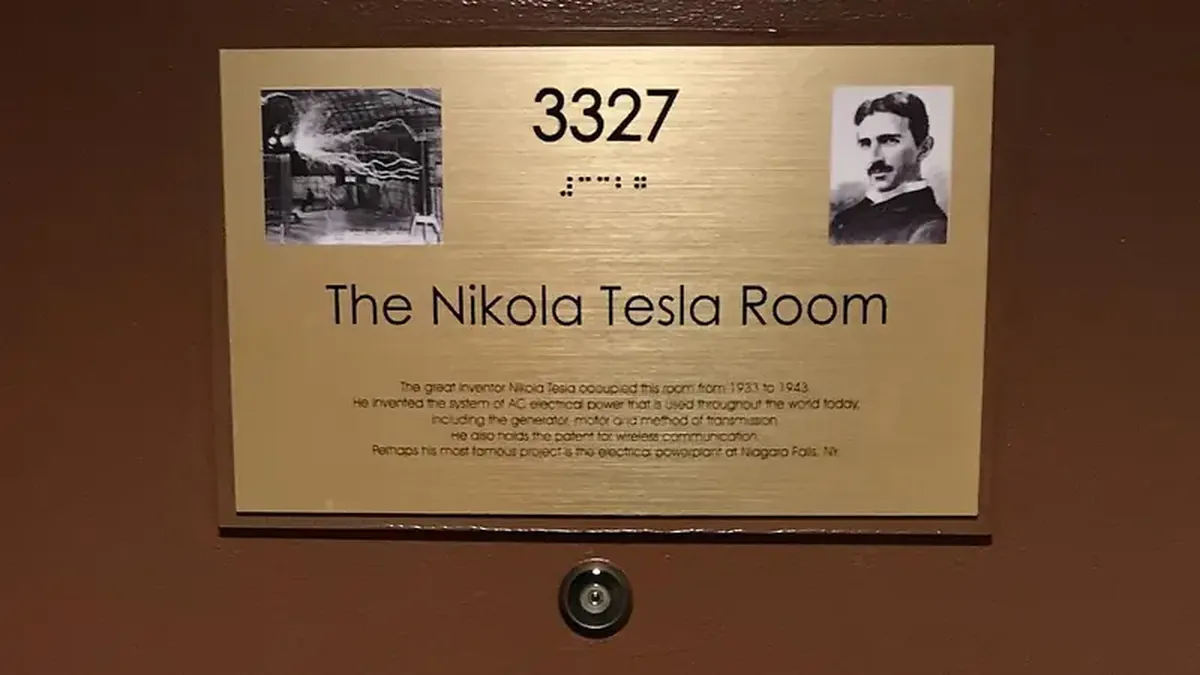 3327
⠼⠉⠉⠃⠛
The Nikola Tesla Room
The great inventor Nikola Tesla occupied this room from 1933 to 1943.
He invented the system of AC electrical power that is used throughout the world today,
including the generator, motor and method of transmission.
He also holds the patent for wireless communication.
Perhaps his most famous project is the electrical powerplant at Niagara Falls, NY.